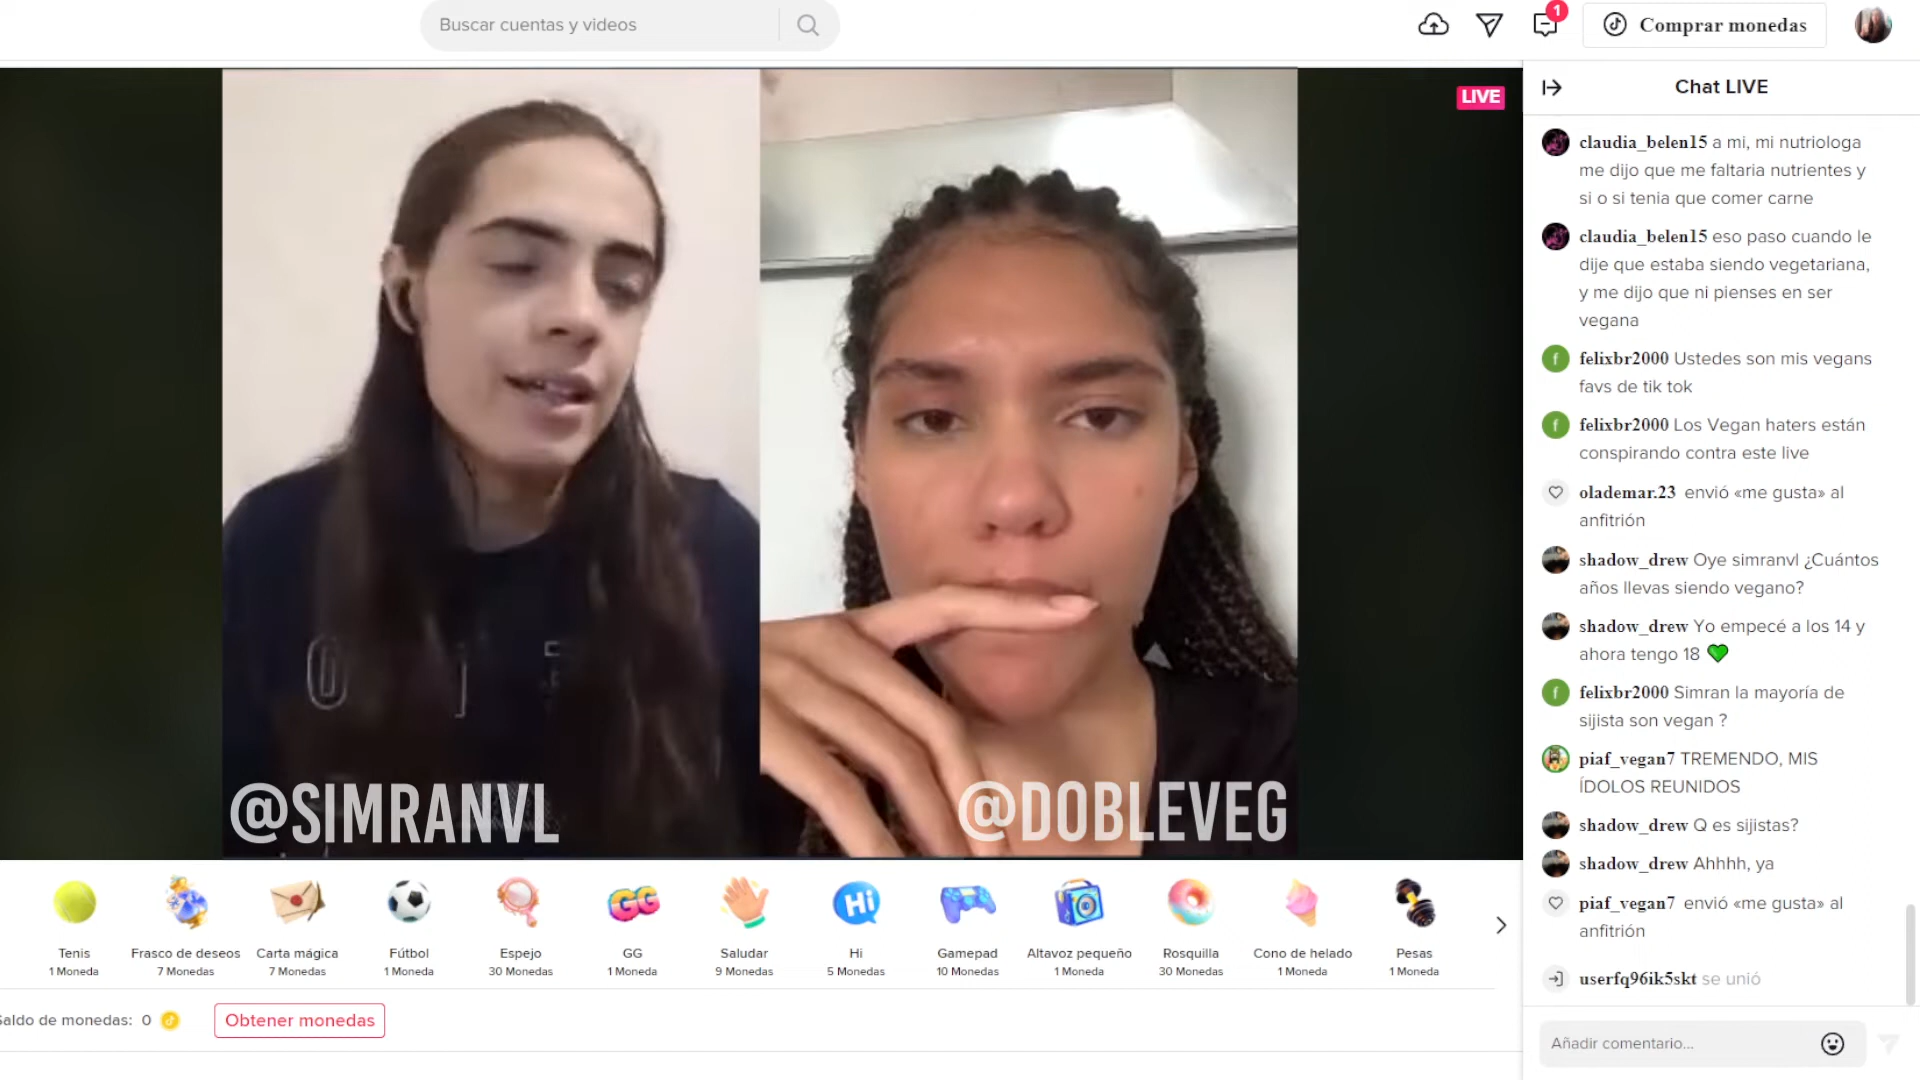 Buscar cuentas y videos
1
Comprar monedas
LIVE
Chat LIVE
claudia_belen15 a mi, mi nutriologa
me dijo que me faltaria nutrientes y
si o si tenia que comer carne
claudia_belen15 eso paso cuando le
dije que estaba siendo vegetariana,
y me dijo que ni pienses en ser
vegana
f felixbr2000 Ustedes son mis vegans
favs de tik tok
f felixbr2000 Los Vegan haters están
conspirando contra este live
olademar.23 envió «me gusta» al
anfitrión
shadow_drew Oye simranvl ¿Cuántos
años llevas siendo vegano?
shadow_drew Yo empecé a los 14 y
ahora tengo 18 💚
f felixbr2000 Simran la mayoría de
sijista son vegan ?
piaf_vegan7 TREMENDO, MIS
ÍDOLOS REUNIDOS
shadow_drew Q es sijistas?
shadow_drew Ahhhh, ya
piaf_vegan7 envió «me gusta» al
anfitrión
userfq96ik5skt se unió
Añadir comentario...
@SIMRANVL
@DOBLEVEG
GG
Hi
Tenis
1 Moneda
Frasco de deseos
7 Monedas
Carta mágica
7 Monedas
Fútbol
1 Moneda
Espejo
30 Monedas
GG
1 Moneda
Saludar
9 Monedas
Hi
5 Monedas
Gamepad
10 Monedas
Altavoz pequeño
1 Moneda
Rosquilla
30 Monedas
Cono de helado
1 Moneda
Pesas
1 Moneda
Saldo de monedas: 0
Obtener monedas